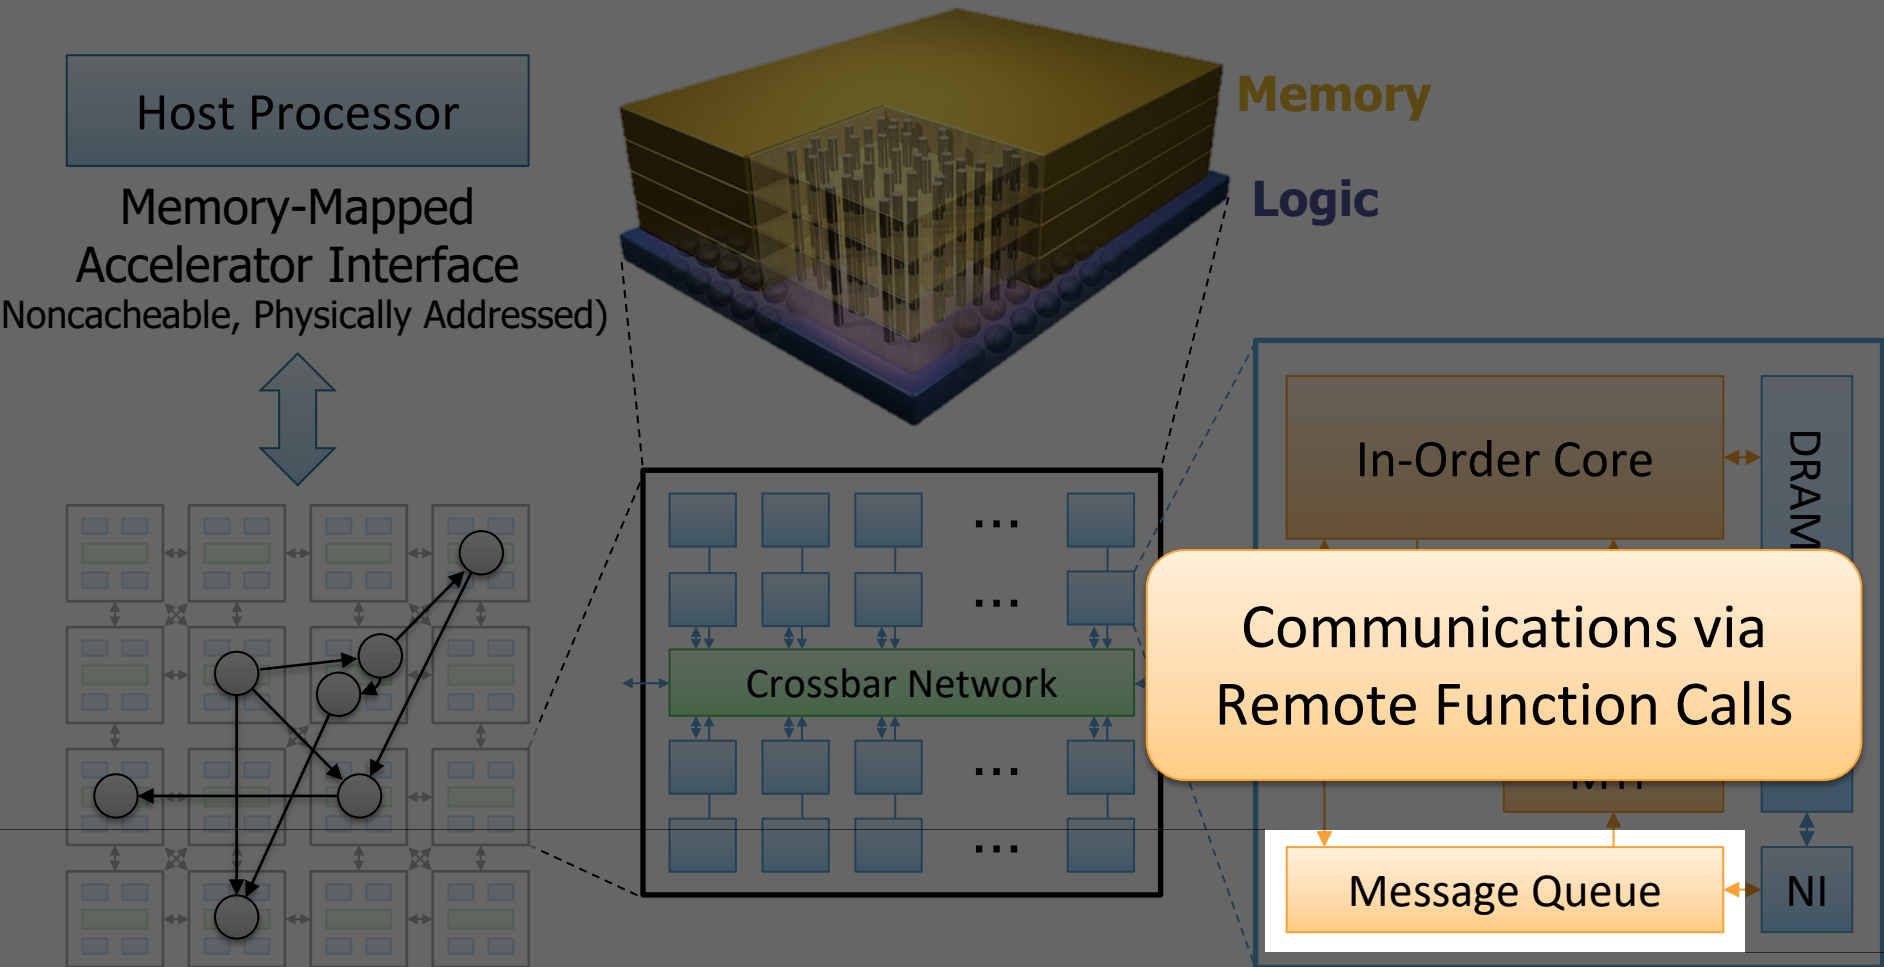 Host Processor
Memory-Mapped
Accelerator Interface
Noncacheable, Physically Addressed)
Memory
Logic
...
...
Crossbar Network
...
...
In-Order Core
DRAM
Communications via
Remote Function Calls
Message Queue
NI